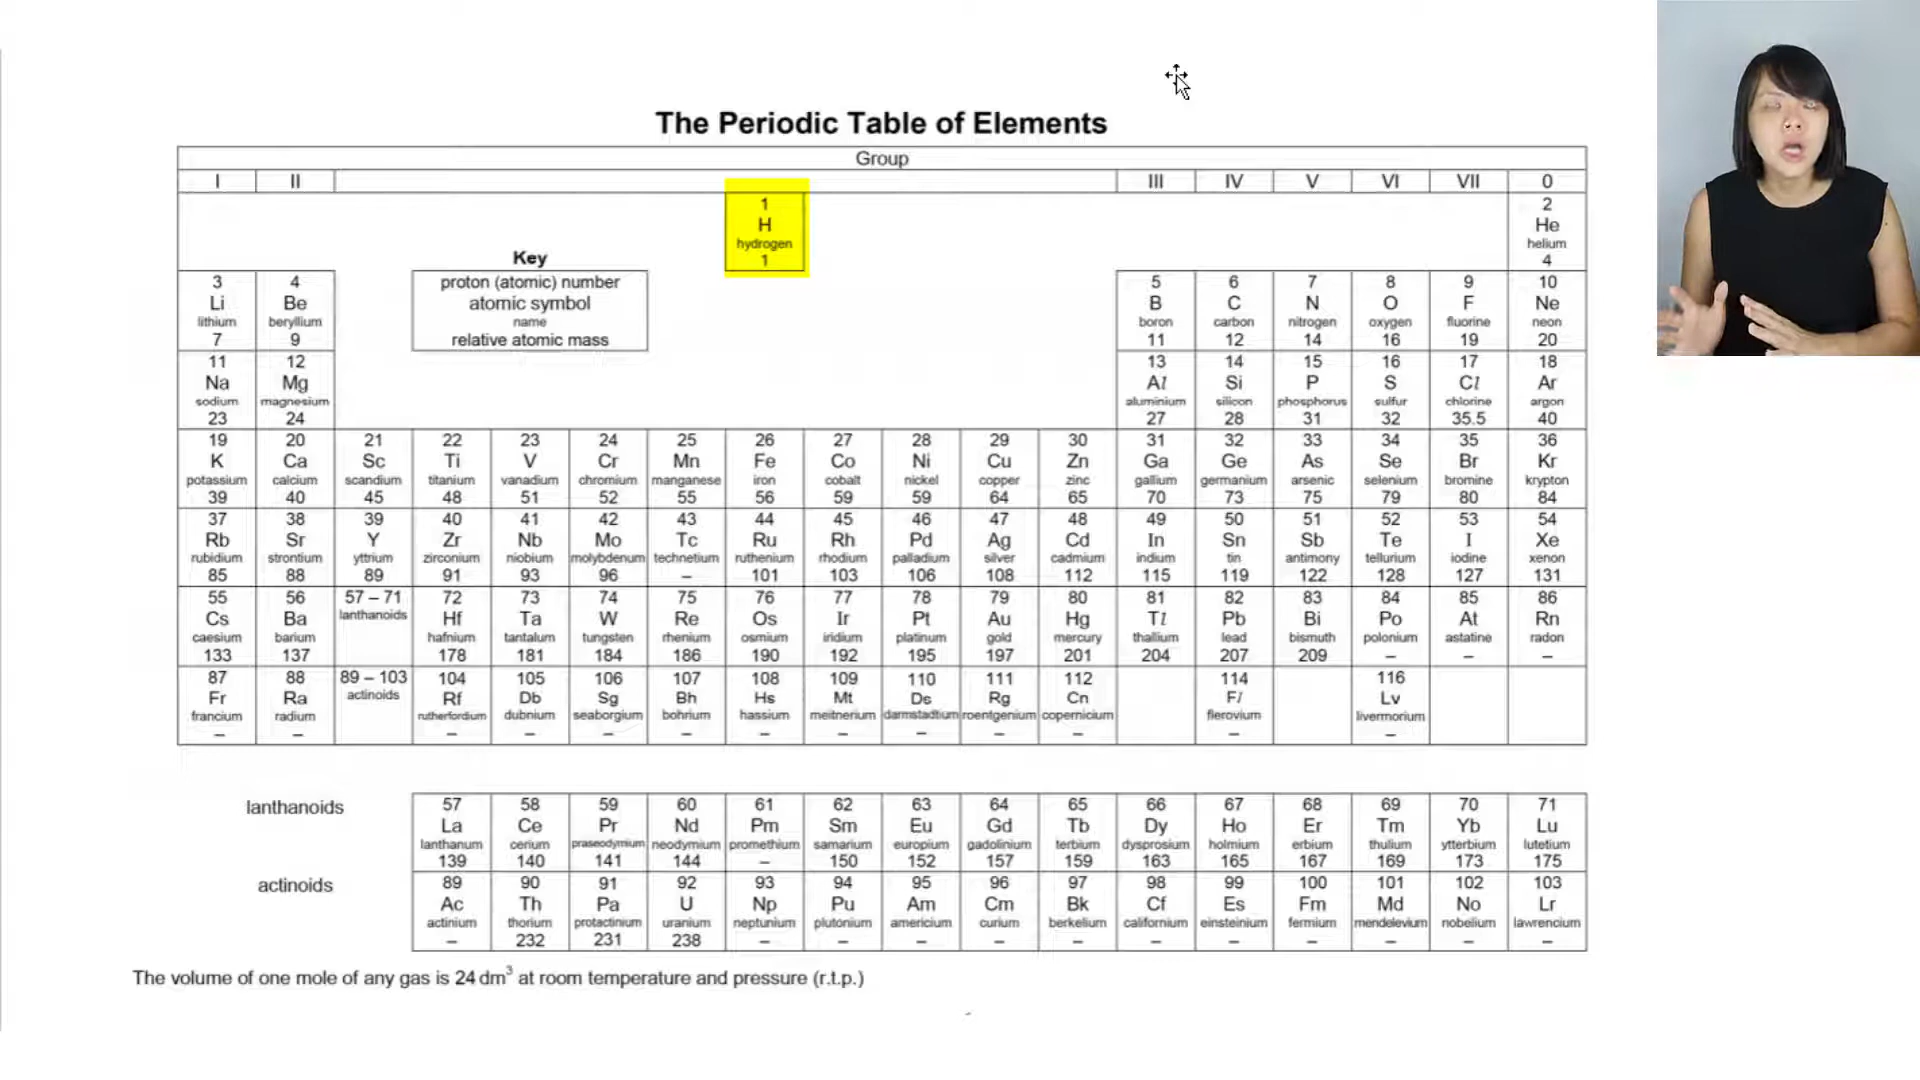 The Periodic Table of Elements
Group
I II III IV V VI VII 0
1 2
H He
hydrogen helium
1 4
Key
proton (atomic) number
atomic symbol
name
relative atomic mass
3 4 5 6 7 8 9 10
Li Be B C N O F Ne
lithium beryllium boron carbon nitrogen oxygen fluorine neon
7 9 11 12 14 16 19 20
11 12 13 14 15 16 17 18
Na Mg Al Si P S Cl Ar
sodium magnesium aluminium silicon phosphorus sulfur chlorine argon
23 24 27 28 31 32 35.5 40
19 20 21 22 23 24 25 26 27 28 29 30 31 32 33 34 35 36
K Ca Sc Ti V Cr Mn Fe Co Ni Cu Zn Ga Ge As Se Br Kr
potassium calcium scandium titanium vanadium chromium manganese iron cobalt nickel copper zinc gallium germanium arsenic selenium bromine krypton
39 40 45 48 51 52 55 56 59 59 64 65 70 73 75 79 80 84
37 38 39 40 41 42 43 44 45 46 47 48 49 50 51 52 53 54
Rb Sr Y Zr Nb Mo Tc Ru Rh Pd Ag Cd In Sn Sb Te I Xe
rubidium strontium yttrium zirconium niobium molybdenum technetium ruthenium rhodium palladium silver cadmium indium tin antimony tellurium iodine xenon
85 88 89 91 93 96 – 101 103 106 108 112 115 119 122 128 127 131
55 56 57 – 71 72 73 74 75 76 77 78 79 80 81 82 83 84 85 86
Cs Ba lanthanoids Hf Ta W Re Os Ir Pt Au Hg Tl Pb Bi Po At Rn
caesium barium hafnium tantalum tungsten rhenium osmium iridium platinum gold mercury thallium lead bismuth polonium astatine radon
133 137 178 181 184 186 190 192 195 197 201 204 207 209 – – –
87 88 89 – 103 104 105 106 107 108 109 110 111 112 114 116
Fr Ra actinoids Rf Db Sg Bh Hs Mt Ds Rg Cn Fl Lv
francium radium rutherfordium dubnium seaborgium bohrium hassium meitnerium darmstadtium roentgenium copernicium flerovium livermorium
– – – – – – – – – – – – –
lanthanoids 57 58 59 60 61 62 63 64 65 66 67 68 69 70 71
La Ce Pr Nd Pm Sm Eu Gd Tb Dy Ho Er Tm Yb Lu
lanthanum cerium praseodymium neodymium promethium samarium europium gadolinium terbium dysprosium holmium erbium thulium ytterbium lutetium
139 140 141 144 – 150 152 157 159 163 165 167 169 173 175
actinoids 89 90 91 92 93 94 95 96 97 98 99 100 101 102 103
Ac Th Pa U Np Pu Am Cm Bk Cf Es Fm Md No Lr
actinium thorium protactinium uranium neptunium plutonium americium curium berkelium californium einsteinium fermium mendelevium nobelium lawrencium
– 232 231 238 – – – – – – – – – – –
The volume of one mole of any gas is 24 dm³ at room temperature and pressure (r.t.p.)